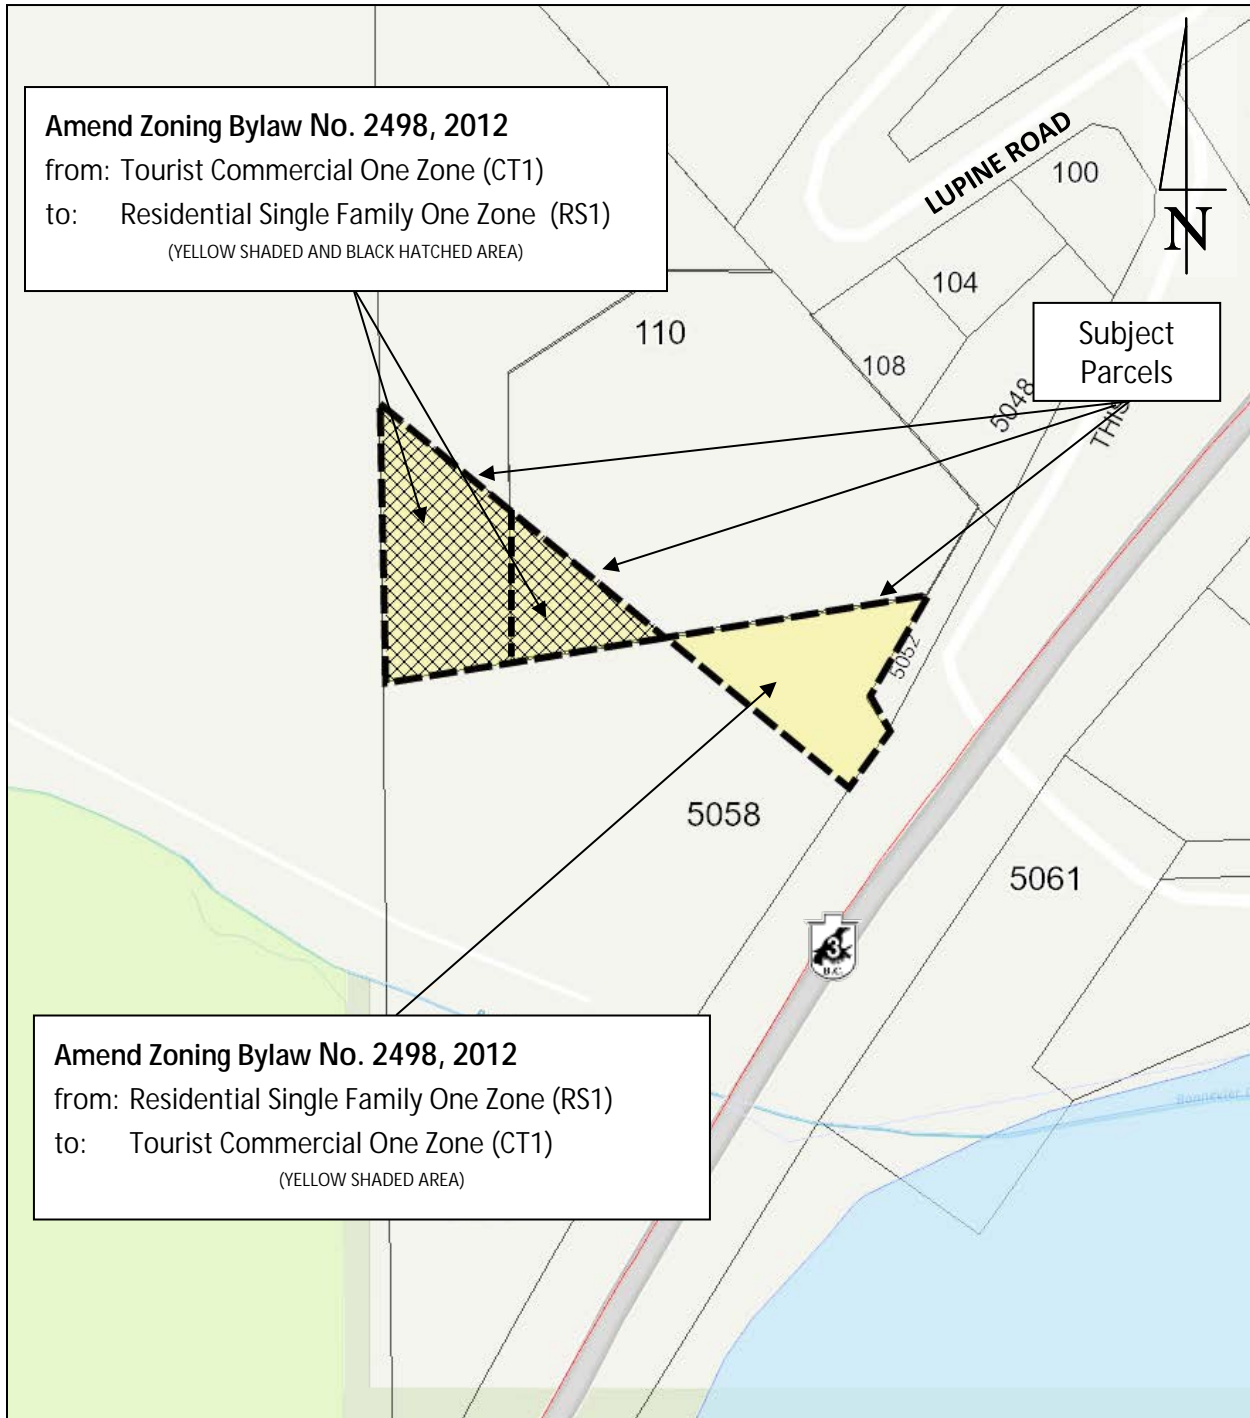 Amend Zoning Bylaw No. 2498, 2012
from: Tourist Commercial One Zone (CT1)
to: Residential Single Family One Zone (RS1)
(YELLOW SHADED AND BLACK HATCHED AREA)
LUPINE ROAD
100
N
104
110
108
Subject
Parcels
5048
THIS
5052
5058
5061
3
B.C.
Amend Zoning Bylaw No. 2498, 2012
from: Residential Single Family One Zone (RS1)
to: Tourist Commercial One Zone (CT1)
(YELLOW SHADED AREA)